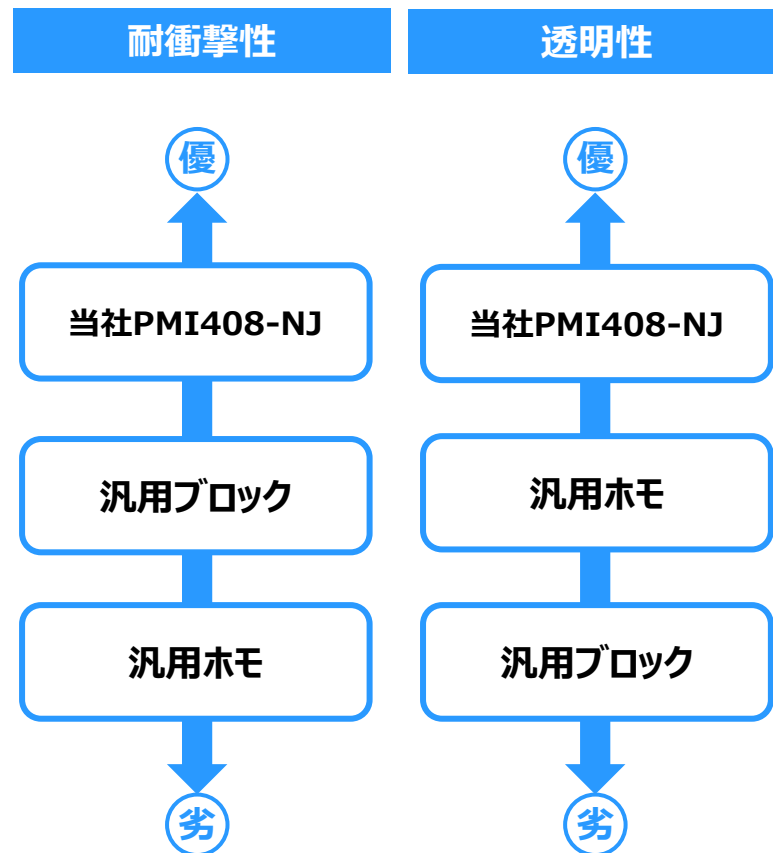 耐衝撃性
優
当社PMI408-NJ
汎用ブロック
汎用ホモ
劣
透明性
優
当社PMI408-NJ
汎用ホモ
汎用ブロック
劣